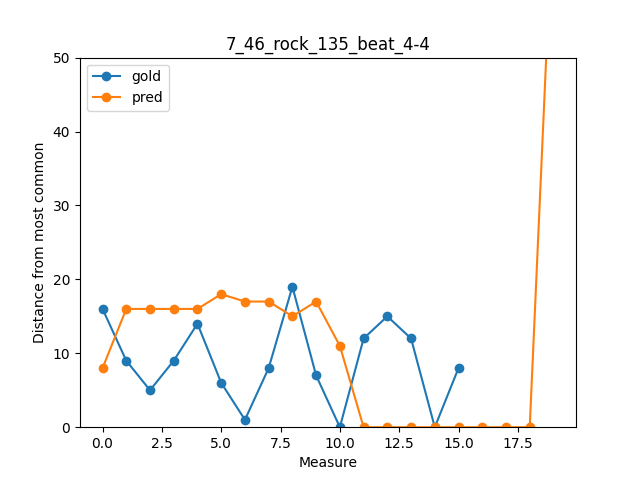 7_46_rock_135_beat_4-4
gold
pred
Distance from most common
50
40
30
20
10
0
0.0 2.5 5.0 7.5 10.0 12.5 15.0 17.5
Measure